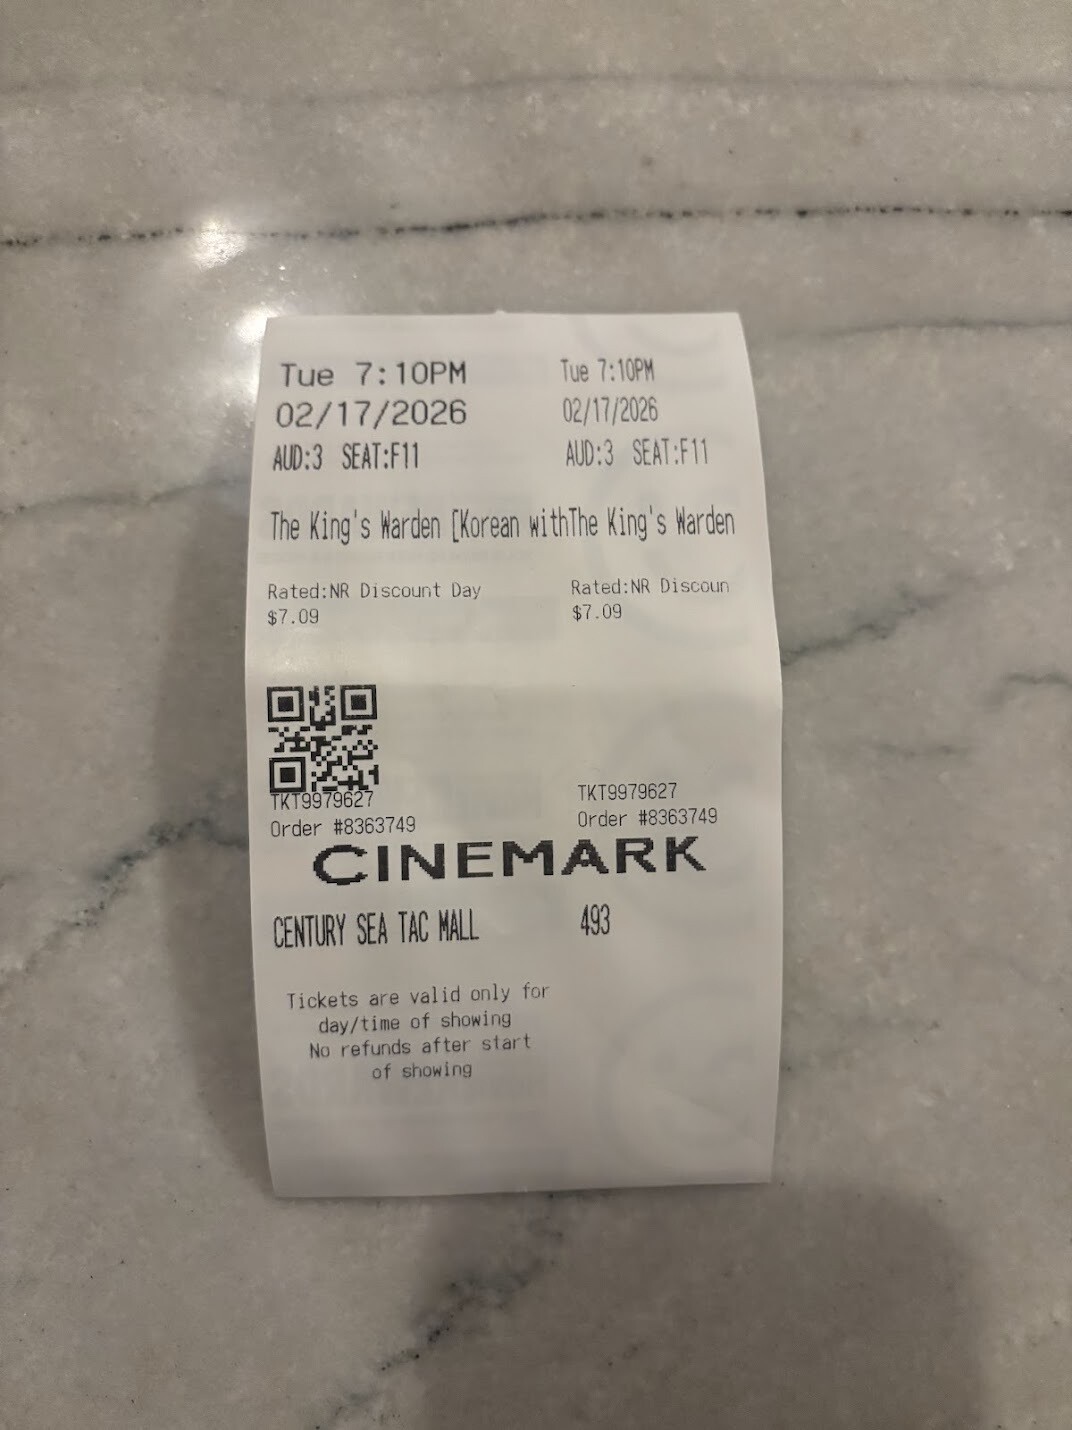 Tue 7:10PM Tue 7:10PM
02/17/2026 02/17/2026
AUD:3 SEAT:F11 AUD:3 SEAT:F11
The King's Warden [Korean withThe King's Warden
Rated:NR Discount Day Rated:NR Discoun
$7.09 $7.09
TKT9979627 TKT9979627
Order #8363749 Order #8363749
CINEMARK
CENTURY SEA TAC MALL 493
Tickets are valid only for
day/time of showing
No refunds after start
of showing